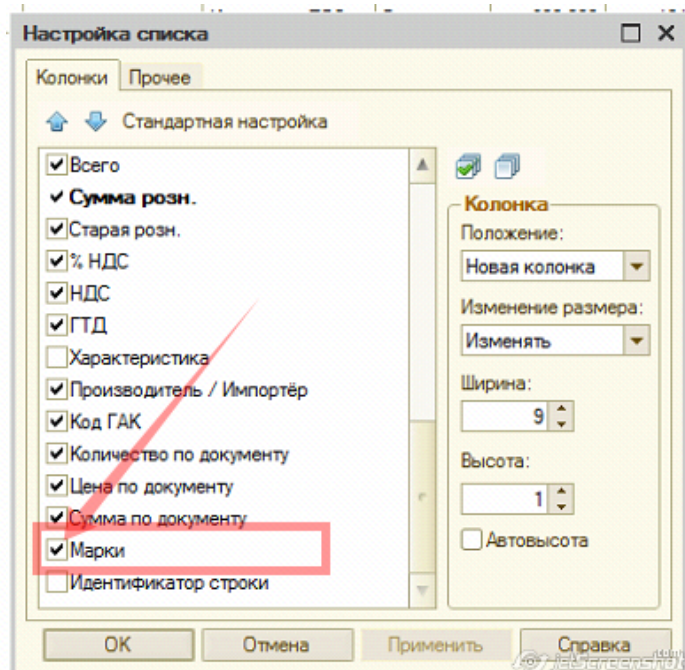 Настройка списка
Колонки Прочее
Стандартная настройка
Всего
Сумма розн.
Старая розн.
% НДС
НДС
ГТД
Характеристика
Производитель / Импортёр
Код ГАК
Количество по документу
Цена по документу
Сумма по документу
Марки
Идентификатор строки
Колонка
Положение:
Новая колонка
Изменение размера:
Изменять
Ширина:
9
Высота:
1
Автовысота
OK Отмена Применить Справка
jetScreenshot.com